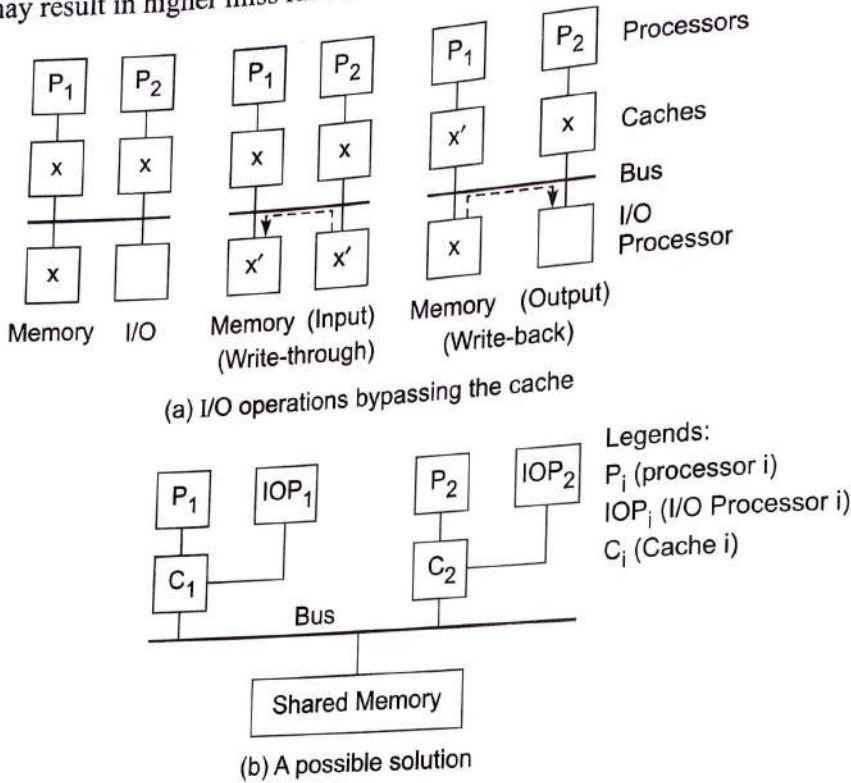 may result in higher miss
P1 P2 P1 P2 P1 P2 Processors
x x x x x′ x Caches
Bus
I/O
x x′ x′ x Processor
Memory I/O Memory (Input) Memory (Output)
(Write-through) (Write-back)
(a) I/O operations bypassing the cache
Legends:
P1 IOP1 P2 IOP2 Pi (processor i)
IOPi (I/O Processor i)
C1 C2 Ci (Cache i)
Bus
Shared Memory
(b) A possible solution